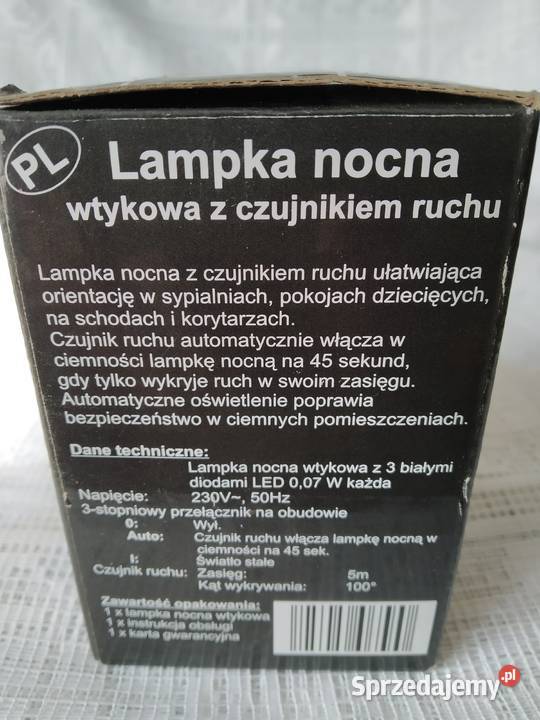 PL
Lampka nocna
wtykowa z czujnikiem ruchu
Lampka nocna z czujnikiem ruchu ułatwiająca
orientację w sypialniach, pokojach dziecięcych,
na schodach i korytarzach.
Czujnik ruchu automatycznie włącza w
ciemności lampkę nocną na 45 sekund,
gdy tylko wykryje ruch w swoim zasięgu.
Automatyczne oświetlenie poprawia
bezpieczeństwo w ciemnych pomieszczeniach.
Dane techniczne:
Lampka nocna wtykowa z 3 białymi
diodami LED 0,07 W każda
Napięcie: 230V~, 50Hz
3-stopniowy przełącznik na obudowie
0: Wył.
Auto: Czujnik ruchu włącza lampkę nocną w
ciemności na 45 sek.
I: Światło stałe
Czujnik ruchu: Zasięg: 5m
Kąt wykrywania: 100°
Zawartość opakowania:
1 x lampka nocna wtykowa
1 x instrukcja obsługi
1 x karta gwarancyjna
Sprzedajemy.pl